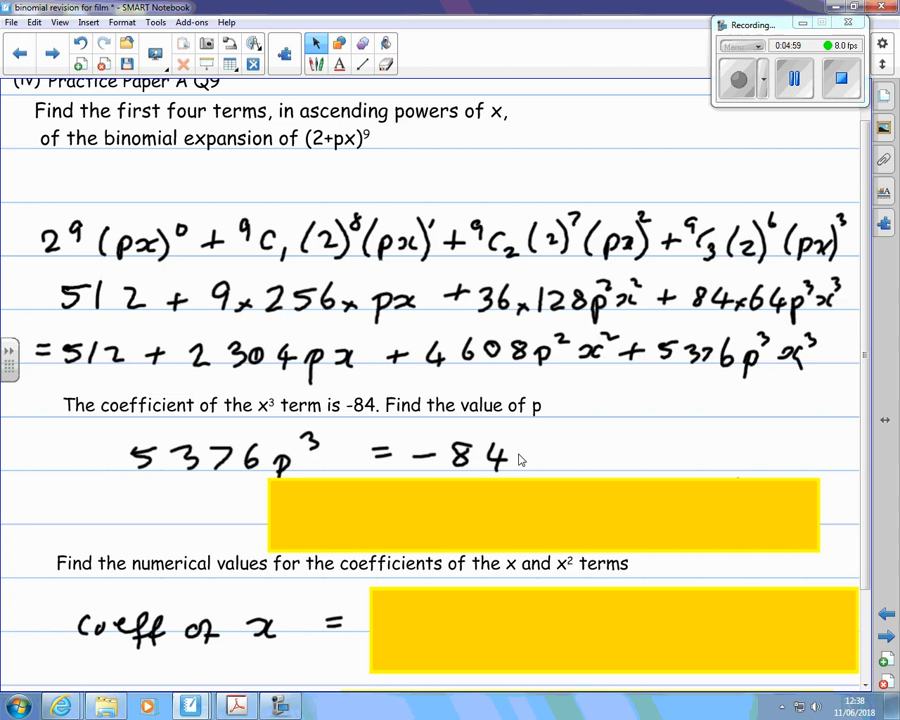 binomial revision for film * - SMART Notebook
File Edit View Insert Format Tools Add-ons Help
Recording...
Menu 0:04:59 8.0 fps
(iv) Practice Paper A Q9
Find the first four terms, in ascending powers of x,
of the binomial expansion of (2+px)⁹
2⁹ (px)⁰ + ⁹C₁ (2)⁸(px)¹ + ⁹C₂ (2)⁷ (px)² + ⁹C₃ (2)⁶ (px)³
512 + 9 × 256 × px + 36 × 128p²x² + 84 × 64p³x³
= 512 + 2304px + 4608p²x² + 5376p³x³
The coefficient of the x³ term is -84. Find the value of p
5376p³ = -84
Find the numerical values for the coefficients of the x and x² terms
coeff of x =
12:38
11/06/2018